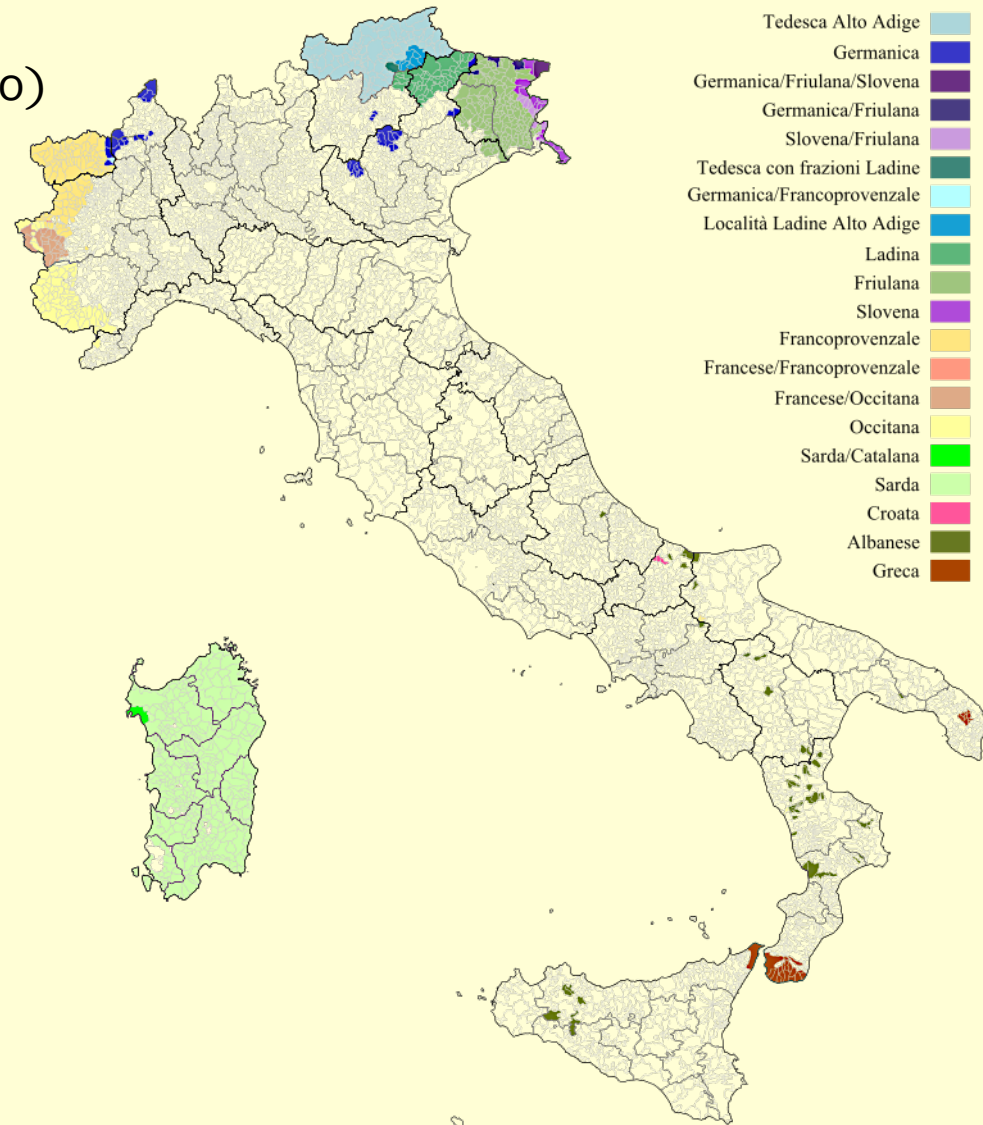 o)
Tedesca Alto Adige
Germanica
Germanica/Friulana/Slovena
Germanica/Friulana
Slovena/Friulana
Tedesca con frazioni Ladine
Germanica/Francoprovenzale
Località Ladine Alto Adige
Ladina
Friulana
Slovena
Francoprovenzale
Francese/Francoprovenzale
Francese/Occitana
Occitana
Sarda/Catalana
Sarda
Croata
Albanese
Greca